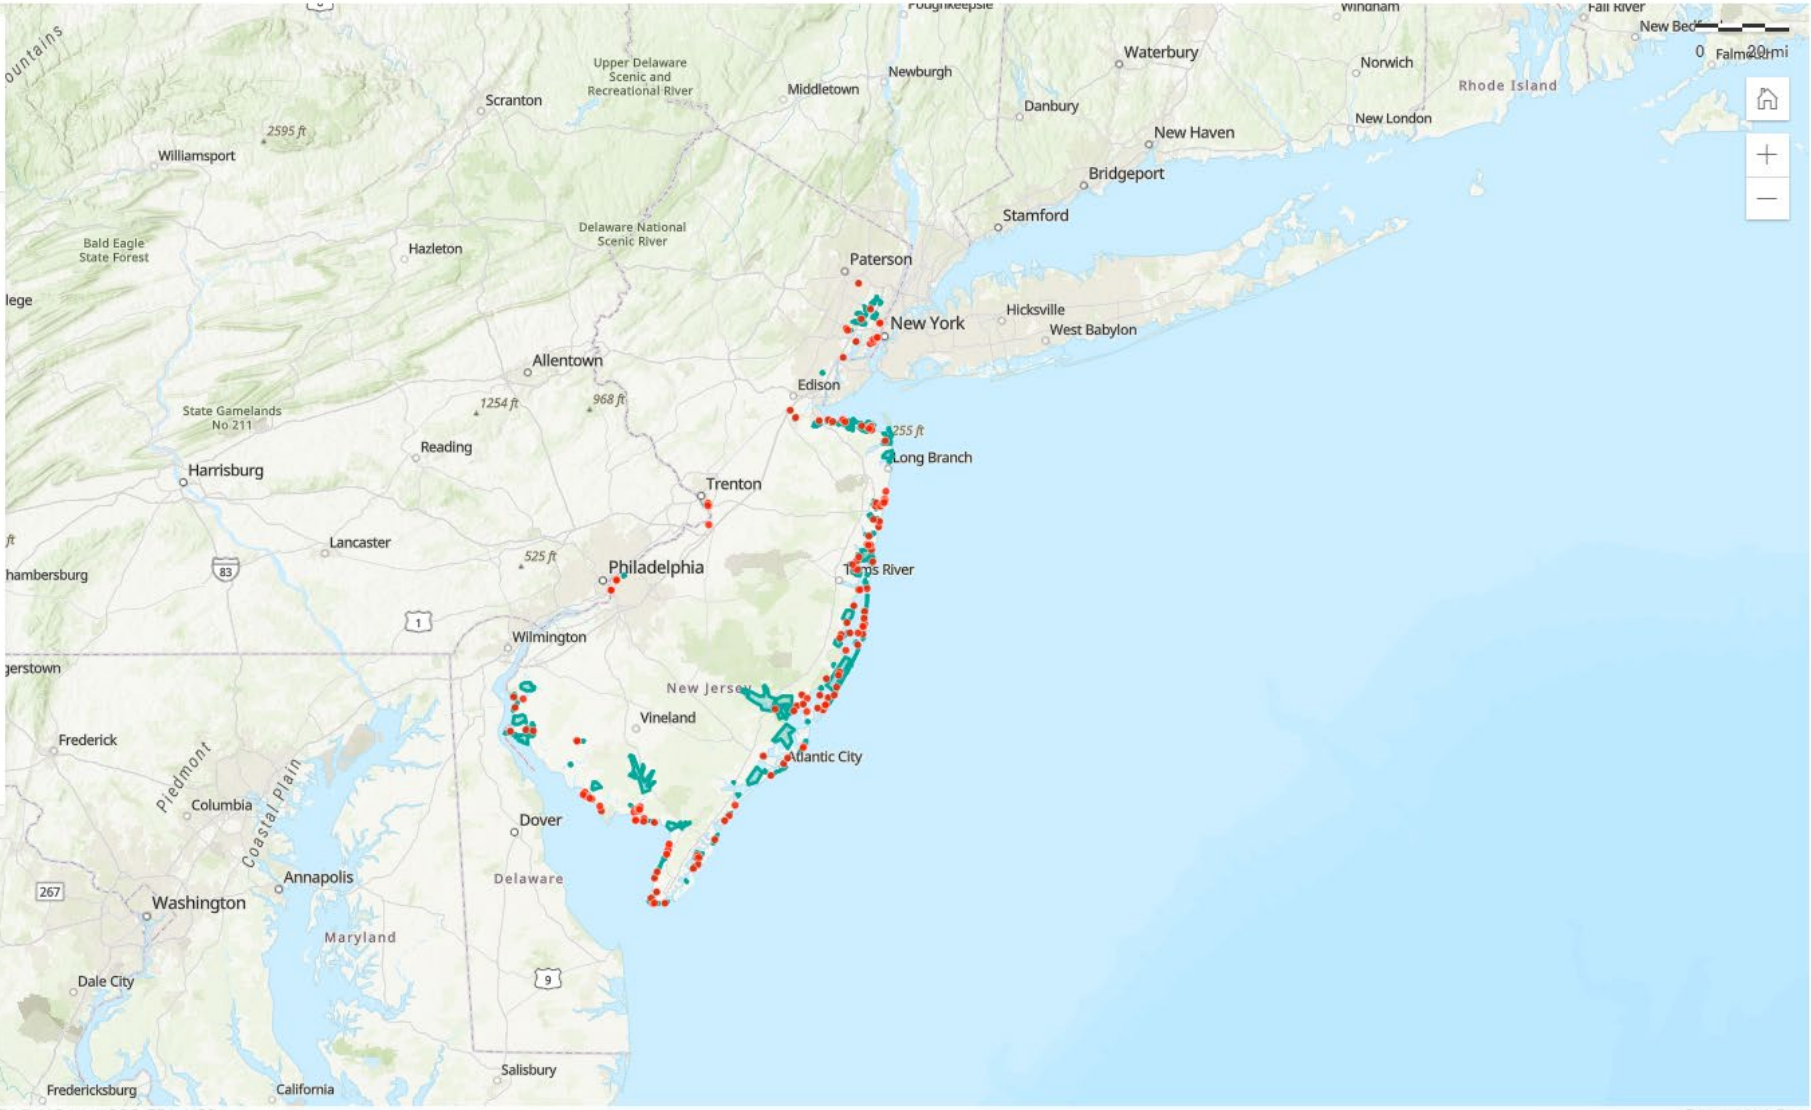 Poughkeepsie
Windham
Fall River
New Bedf
ountains
Waterbury
0 20 mi
Falmouth
Upper Delaware
Scenic and
Recreational River
Norwich
Newburgh
Rhode Island
Middletown
Scranton
Danbury
New London
2595 ft
New Haven
Williamsport
Bridgeport
Stamford
Delaware National
Scenic River
Bald Eagle
State Forest
Hazleton
Paterson
lege
Hicksville
New York
West Babylon
Allentown
Edison
1254 ft
968 ft
State Gamelands
No 211
255 ft
Reading
Long Branch
Harrisburg
Trenton
ft
Lancaster
525 ft
Philadelphia
Toms River
hambersburg
83
1
Wilmington
gerstown
New Jersey
Vineland
Frederick
Atlantic City
Piedmont
Coastal Plain
Columbia
Dover
Annapolis
Delaware
267
Washington
Maryland
Dale City
9
Salisbury
Fredericksburg
California